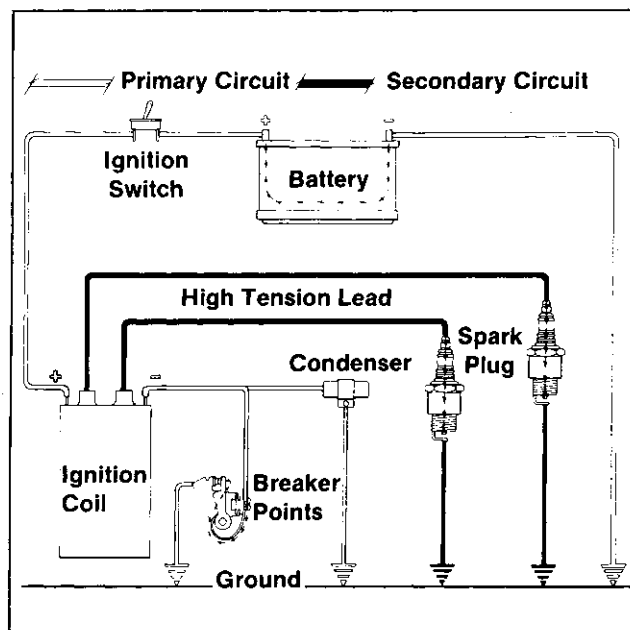 Primary Circuit
Secondary Circuit
+
-
Ignition
Switch
Battery
High Tension Lead
Spark
Plug
Condenser
+
-
Ignition
Coil
Breaker
Points
Ground